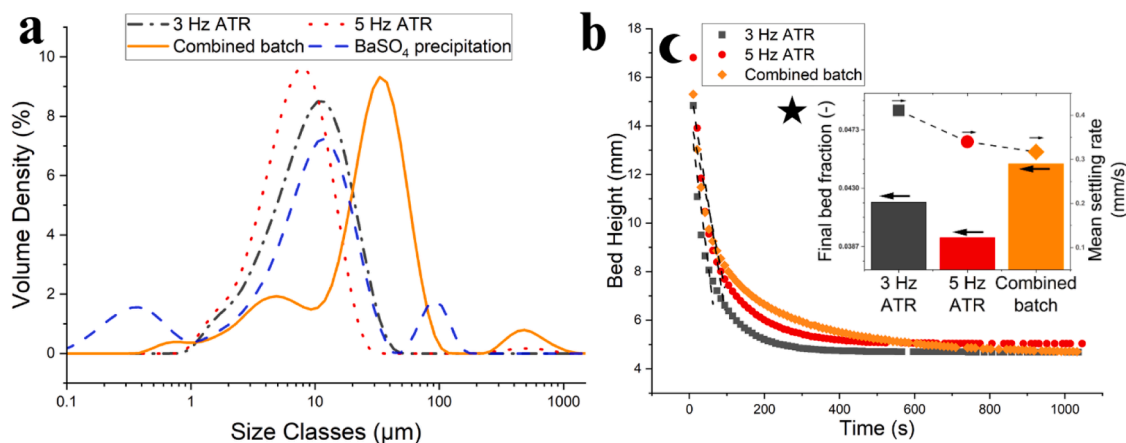 a
3 Hz ATR
5 Hz ATR
Combined batch
BaSO₄ precipitation
Volume Density (%)
10
8
6
4
2
0
0.1
1
10
100
1000
Size Classes (µm)
b
3 Hz ATR
5 Hz ATR
Combined batch
Bed Height (mm)
18
16
14
12
10
8
6
4
2
0
0
200
400
600
800
1000
Time (s)
Final bed fraction (-)
0.0473
0.0430
0.0387
0.4
0.3
0.2
0.1
Mean settling rate
(mm/s)
3 Hz
ATR
5 Hz
ATR
Combined
batch